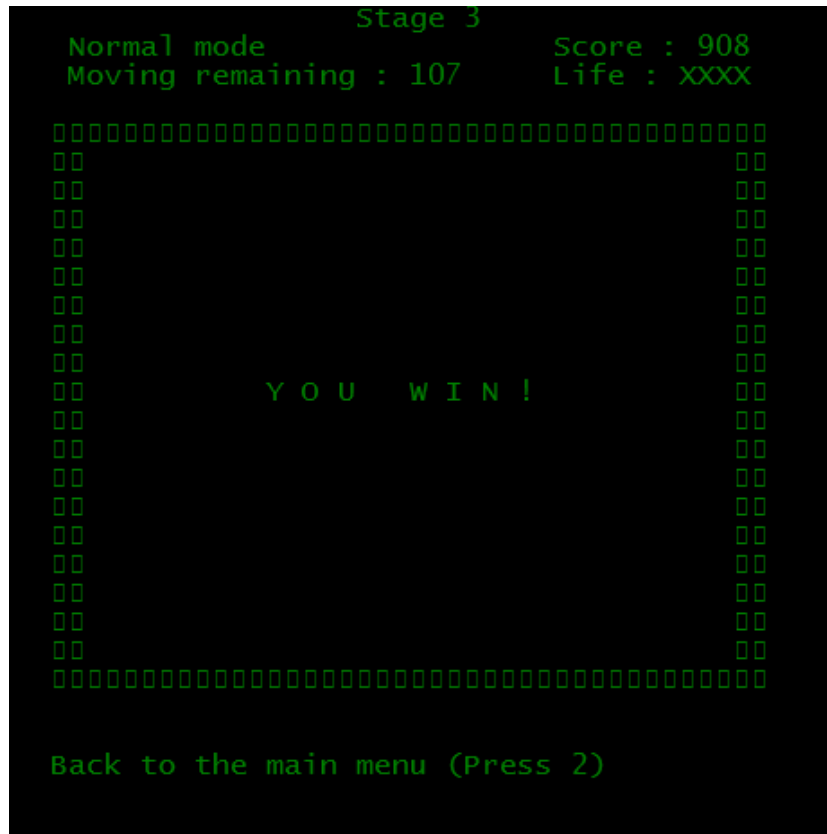 Stage 3
Normal mode Score : 908
Moving remaining : 107 Life : XXXX
Y O U W I N !
Back to the main menu (Press 2)